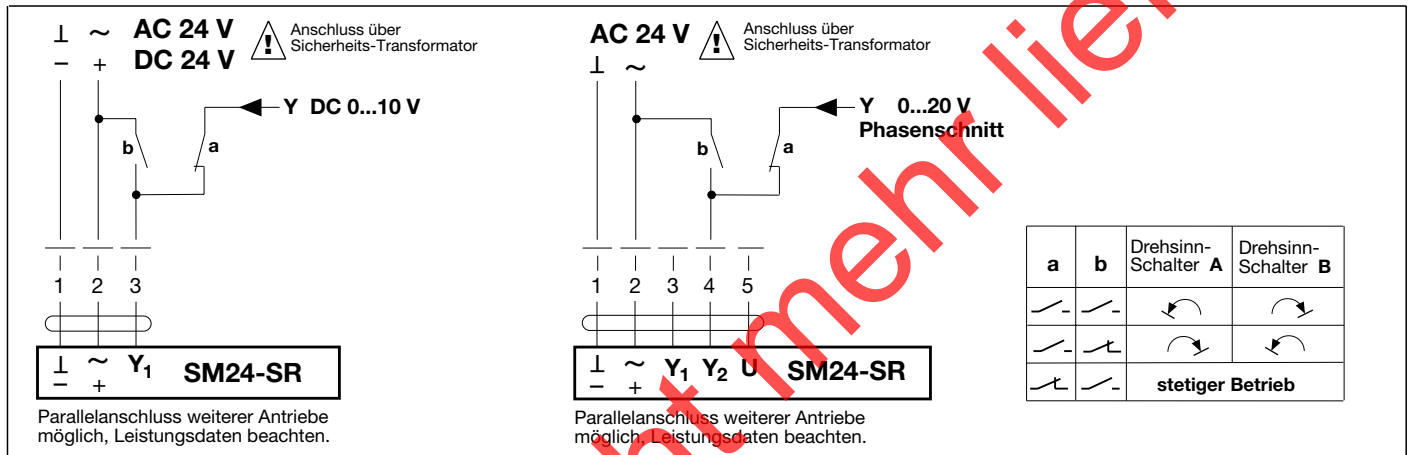 ⊥ ~ AC 24 V
– + DC 24 V
! Anschluss über
Sicherheits-Transformator
Y DC 0...10 V
b
a
1 2 3
⊥ ~ Y1 SM24-SR
– +
Parallelanschluss weiterer Antriebe
möglich, Leistungsdaten beachten.
AC 24 V
! Anschluss über
Sicherheits-Transformator
⊥ ~
Y 0...20 V
Phasenschnitt
b
a
1 2 3 4 5
⊥ ~ Y1 Y2 U SM24-SR
– +
Parallelanschluss weiterer Antriebe
möglich, Leistungsdaten beachten.
a b Drehsinn-Schalter A Drehsinn-Schalter B
stetiger Betrieb
ht mehr lie